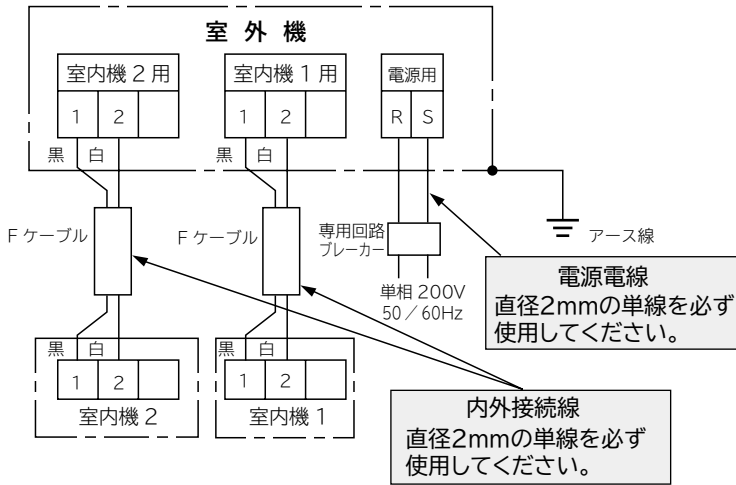 室外機
室内機 2 用
室内機 1 用
電源用
1 2
1 2
R S
黒 白
黒 白
F ケーブル
F ケーブル
専用回路
ブレーカー
アース線
単相 200V
50 / 60Hz
電源電線
直径2mmの単線を必ず
使用してください。
黒 白
黒 白
1 2
1 2
室内機 2
室内機 1
内外接続線
直径2mmの単線を必ず
使用してください。